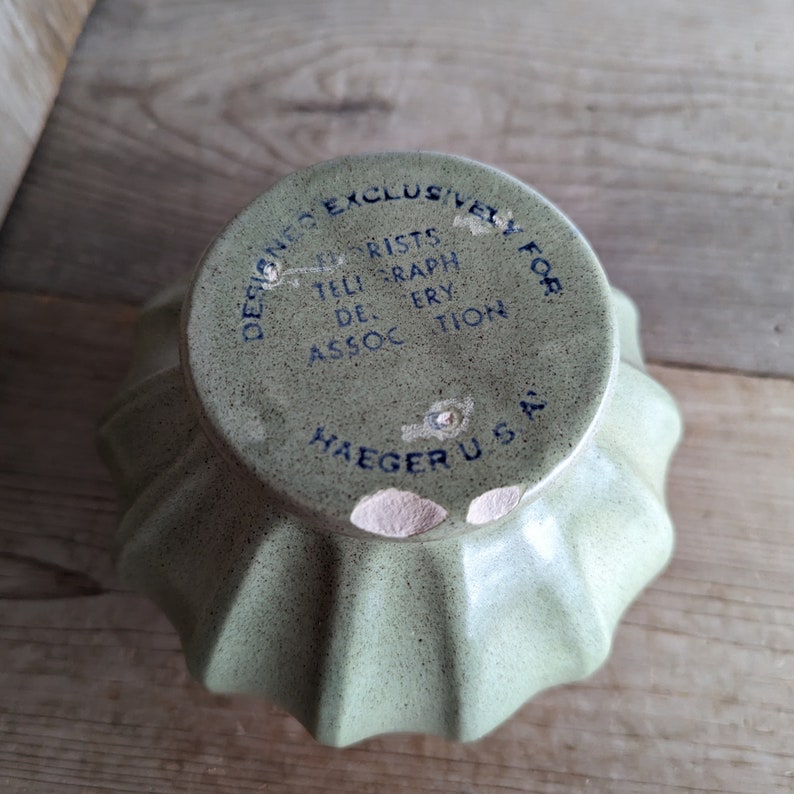 DESIGNED EXCLUSIVELY FOR
FLORISTS
TELEGRAPH
DELIVERY
ASSOCIATION
HAEGER U S A